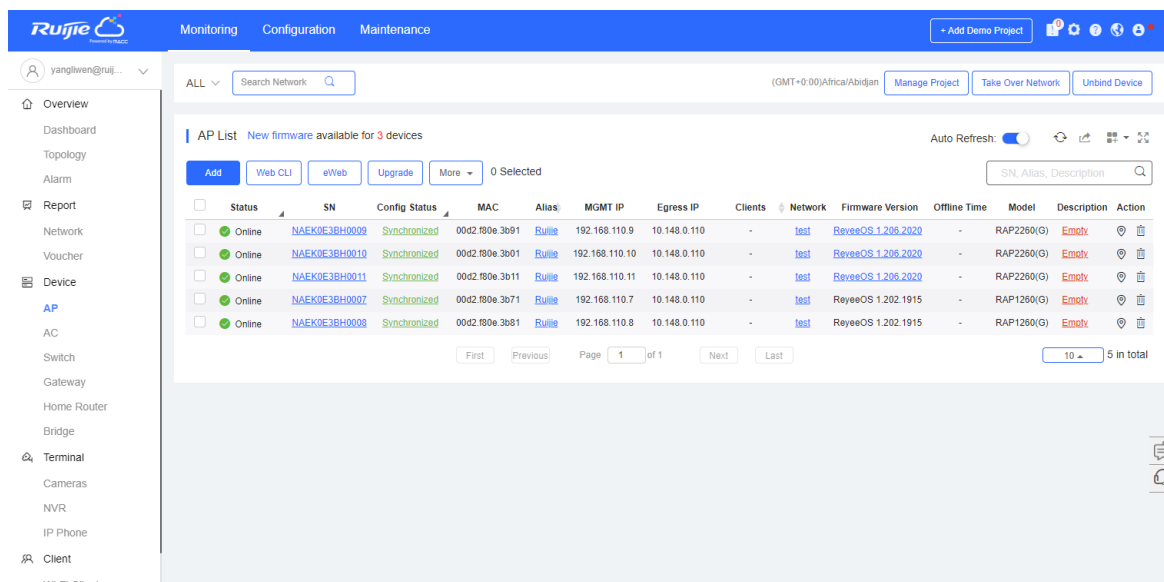 Ruijie Monitoring Configuration Maintenance + Add Demo Project 0
Powered by MACC
yangliwen@ruij...
ALL Search Network (GMT+0:00)Africa/Abidjan Manage Project Take Over Network Unbind Device
Overview
Dashboard
Topology
Alarm
Report
Network
Voucher
Device
AP
AC
Switch
Gateway
Home Router
Bridge
Terminal
Cameras
NVR
IP Phone
Client
AP List New firmware available for 3 devices Auto Refresh:
Add Web CLI eWeb Upgrade More 0 Selected SN, Alias, Description
Status SN Config Status MAC Alias MGMT IP Egress IP Clients Network Firmware Version Offline Time Model Description Action
Online NAEK0E3BH0009 Synchronized 00d2.f80e.3b91 Ruijie 192.168.110.9 10.148.0.110 - test ReyeeOS 1.206.2020 - RAP2260(G) Empty
Online NAEK0E3BH0010 Synchronized 00d2.f80e.3b01 Ruijie 192.168.110.10 10.148.0.110 - test ReyeeOS 1.206.2020 - RAP2260(G) Empty
Online NAEK0E3BH0011 Synchronized 00d2.f80e.3b11 Ruijie 192.168.110.11 10.148.0.110 - test ReyeeOS 1.206.2020 - RAP2260(G) Empty
Online NAEK0E3BH0007 Synchronized 00d2.f80e.3b71 Ruijie 192.168.110.7 10.148.0.110 - test ReyeeOS 1.202.1915 - RAP1260(G) Empty
Online NAEK0E3BH0008 Synchronized 00d2.f80e.3b81 Ruijie 192.168.110.8 10.148.0.110 - test ReyeeOS 1.202.1915 - RAP1260(G) Empty
First Previous Page 1 of 1 Next Last 10 5 in total